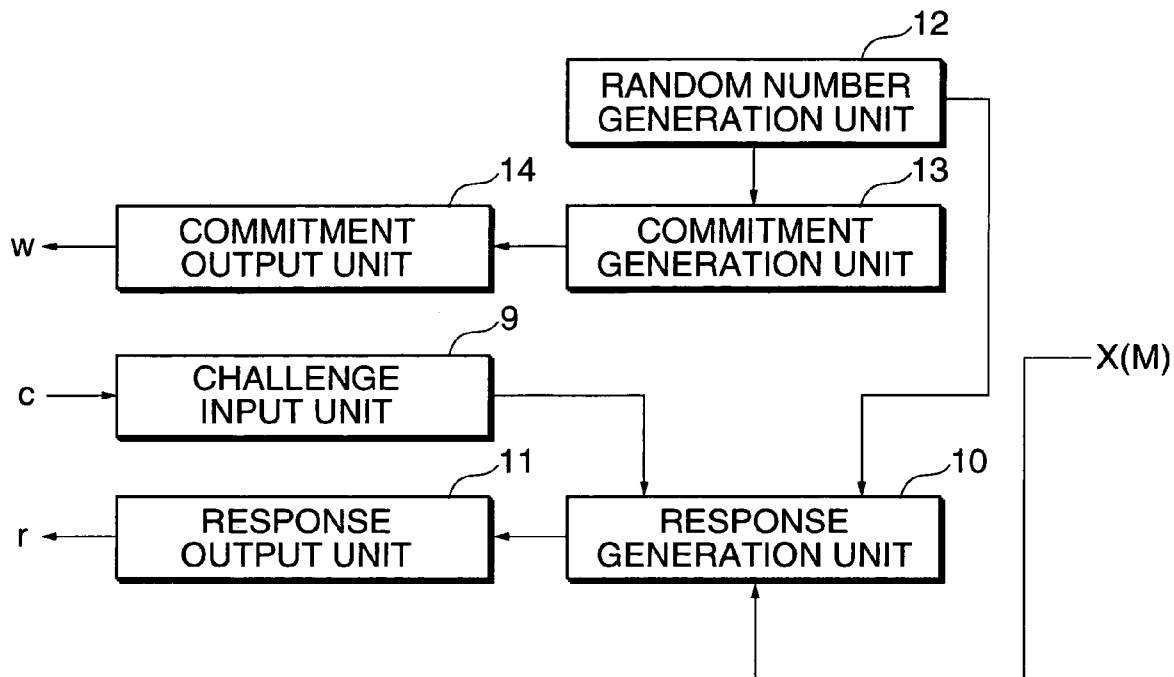 12
RANDOM NUMBER
GENERATION UNIT
14
13
w
COMMITMENT
OUTPUT UNIT
COMMITMENT
GENERATION UNIT
9
X(M)
c
CHALLENGE
INPUT UNIT
11
10
r
RESPONSE
OUTPUT UNIT
RESPONSE
GENERATION UNIT